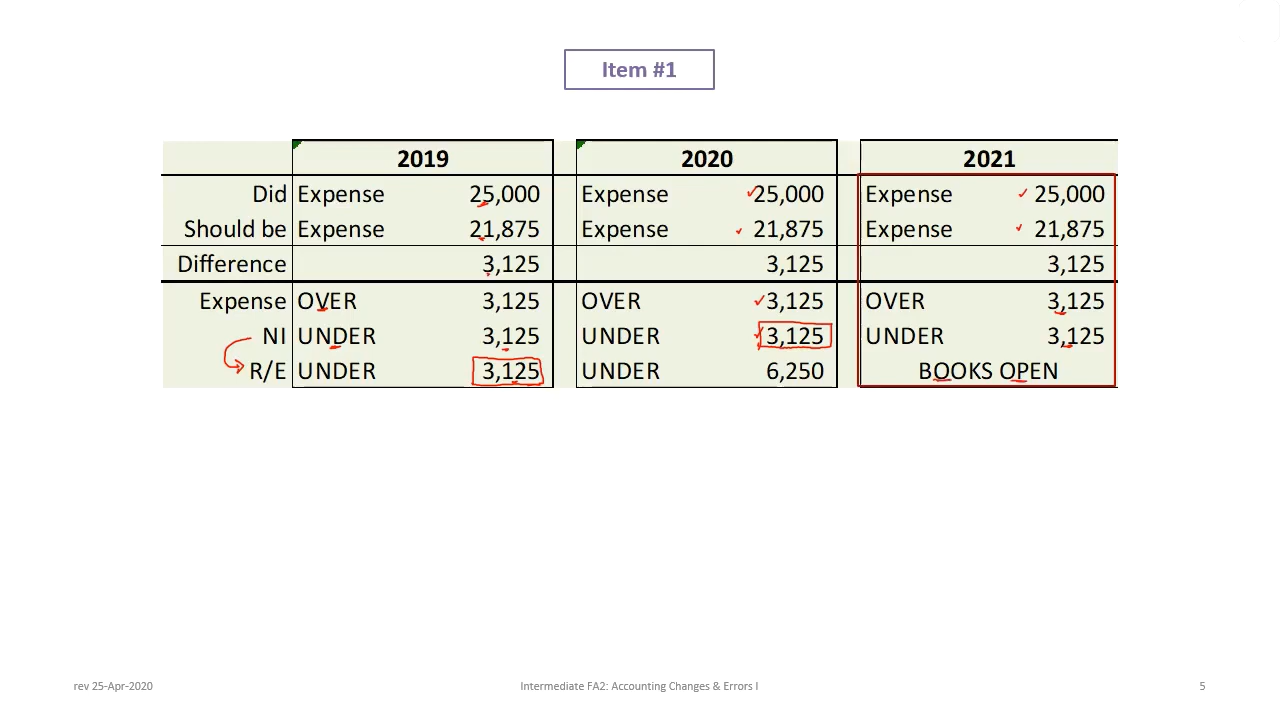 Item #1
2019 2020 2021
Did Expense 25,000 Expense 25,000 Expense 25,000
Should be Expense 21,875 Expense 21,875 Expense 21,875
Difference 3,125 3,125 3,125
Expense OVER 3,125 OVER 3,125 OVER 3,125
NI UNDER 3,125 UNDER 3,125 UNDER 3,125
R/E UNDER 3,125 UNDER 6,250 BOOKS OPEN
rev 25-Apr-2020 Intermediate FA2: Accounting Changes & Errors I 5